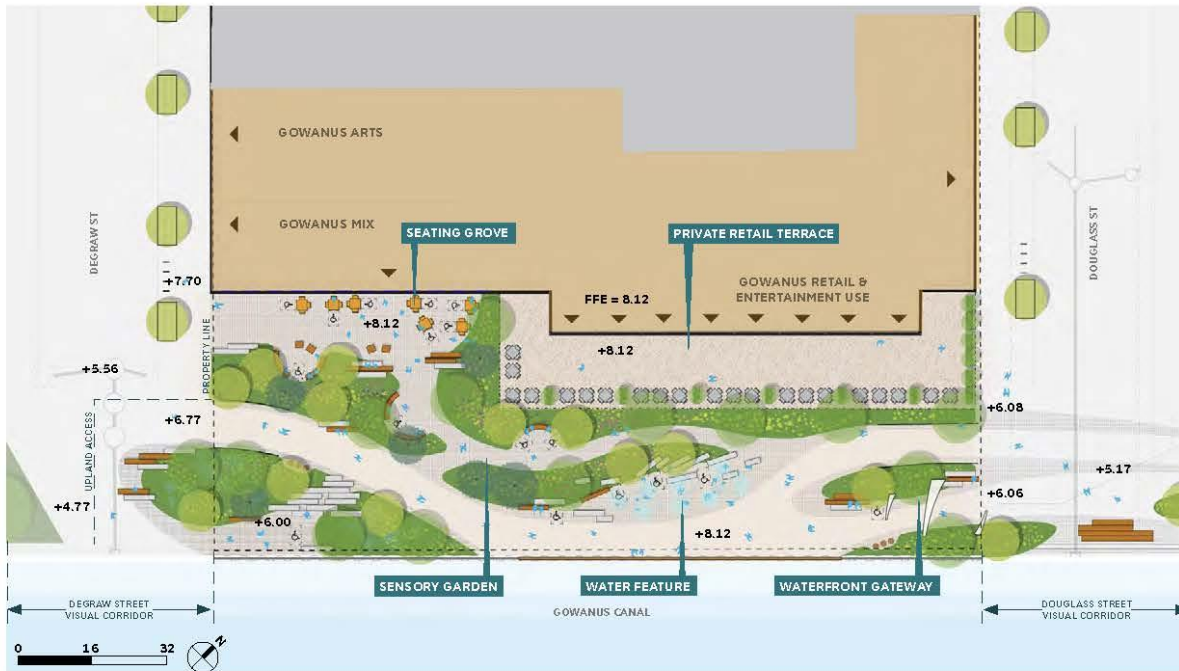 GOWANUS ARTS
GOWANUS MIX
DEGRAW ST
DOUGLASS ST
SEATING GROVE
PRIVATE RETAIL TERRACE
GOWANUS RETAIL &
ENTERTAINMENT USE
FFE = 8.12
+7.70
+8.12
+8.12
PROPERTY LINE
+5.56
+6.77
+6.08
UPLAND ACCESS
+5.17
+4.77
+6.00
+6.06
+8.12
SENSORY GARDEN
WATER FEATURE
WATERFRONT GATEWAY
DEGRAW STREET
VISUAL CORRIDOR
GOWANUS CANAL
DOUGLASS STREET
VISUAL CORRIDOR
0 16 32
N